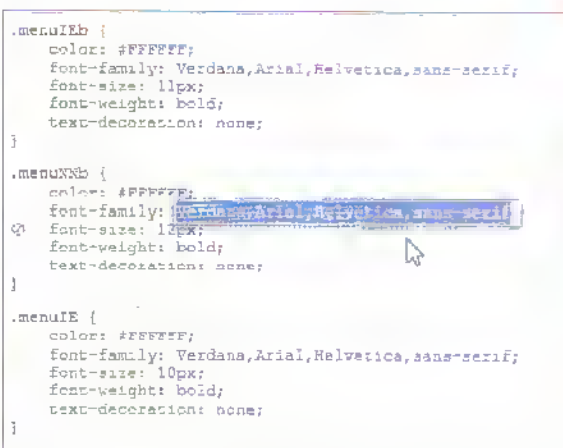 .menuIEb {
color: #FFFFFF;
font-family: Verdana,Arial,Helvetica,sans-serif;
font-size: 11px;
font-weight: bold;
text-decoration: none;
}
.menuNNb {
color: #FFFFFF;
font-family: Verdana,Arial,Helvetica,sans-serif;
font-size: 12px;
font-weight: bold;
text-decoration: none;
}
.menuIE {
color: #FFFFFF;
font-family: Verdana,Arial,Helvetica,sans-serif;
font-size: 10px;
font-weight: bold;
text-decoration: none;
}